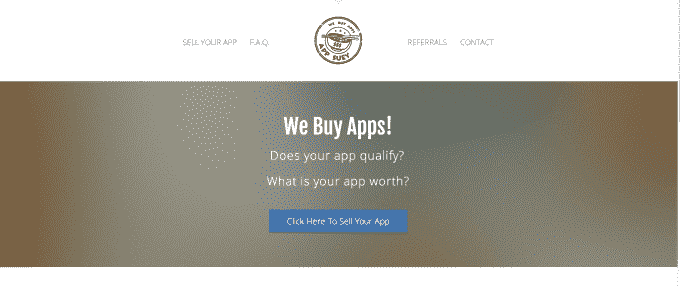 SELL YOUR APP
F.A.Q.
WE BUY APPS
$$$
APP SUEY
REFERRALS
CONTACT
We Buy Apps!
Does your app qualify?
What is your app worth?
Click Here To Sell Your App